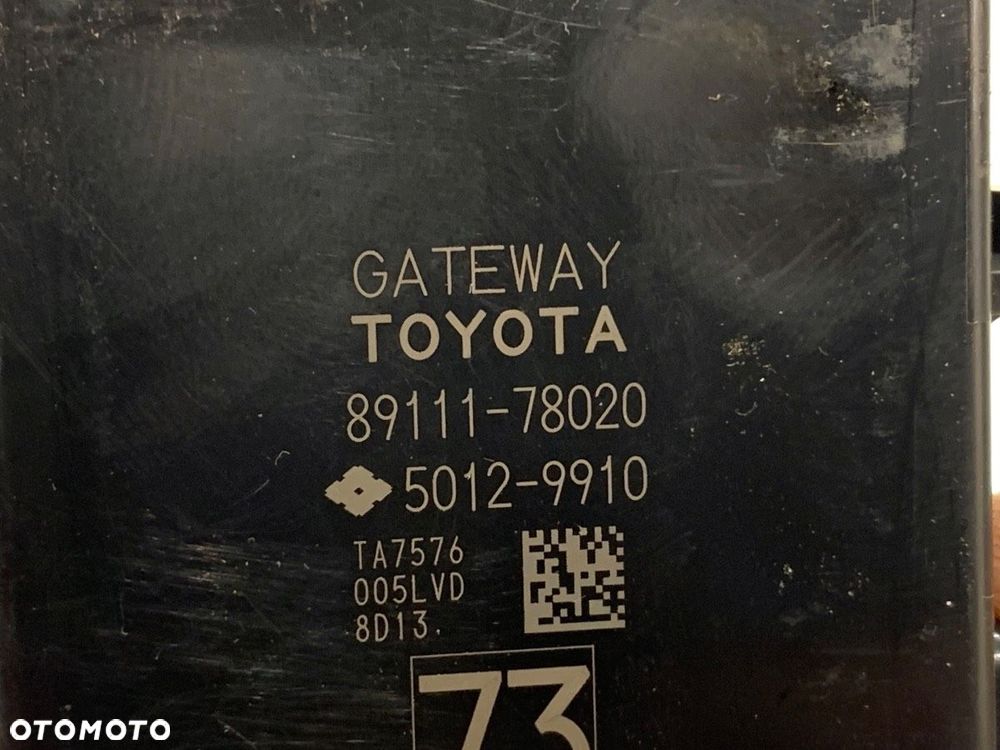 GATEWAY
TOYOTA
89111-78020
5012-9910
TA7576
005LVD
8D13.
73
OTOMOTO